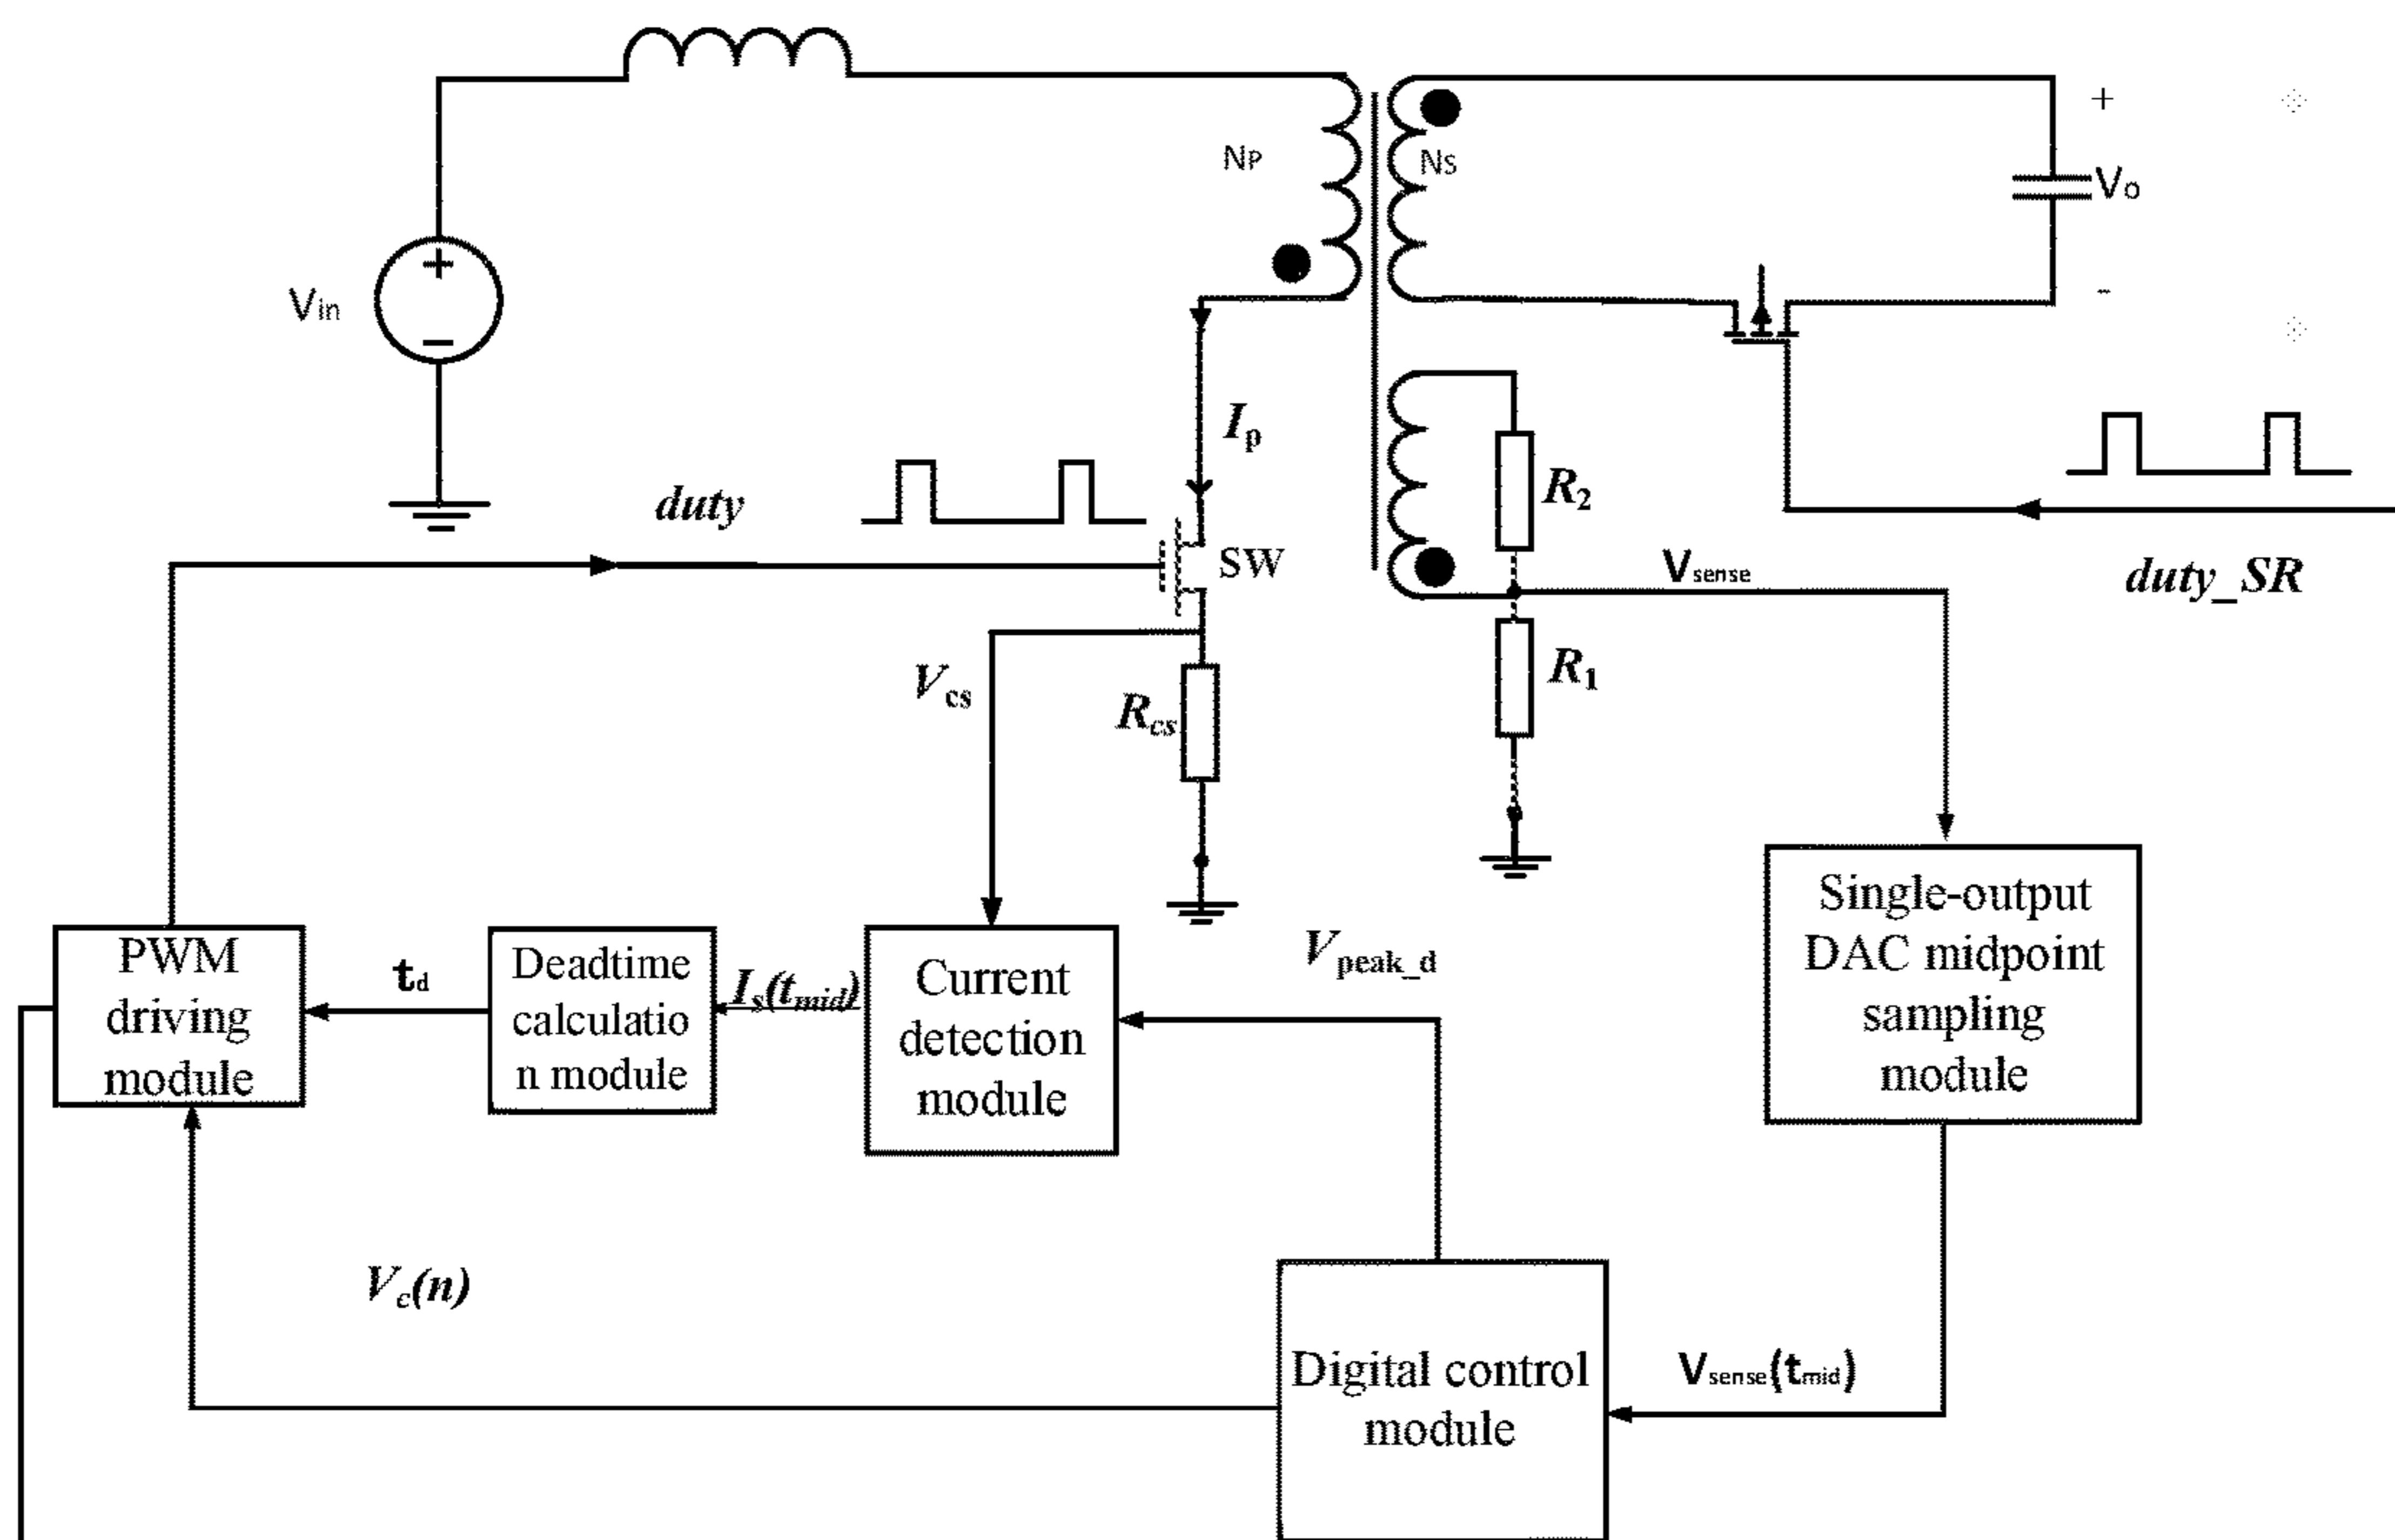 NP
NS
+
Vo
-
+
Vin
−
Ip
duty
SW
R2
Vsense
duty_SR
R1
Vcs
Rcs
Single-output
DAC midpoint
sampling
module
Vpeak_d
PWM
driving
module
td
Deadtime
calculatio
n module
Is(tmid)
Current
detection
module
Vc(n)
Digital control
module
Vsense(tmid)